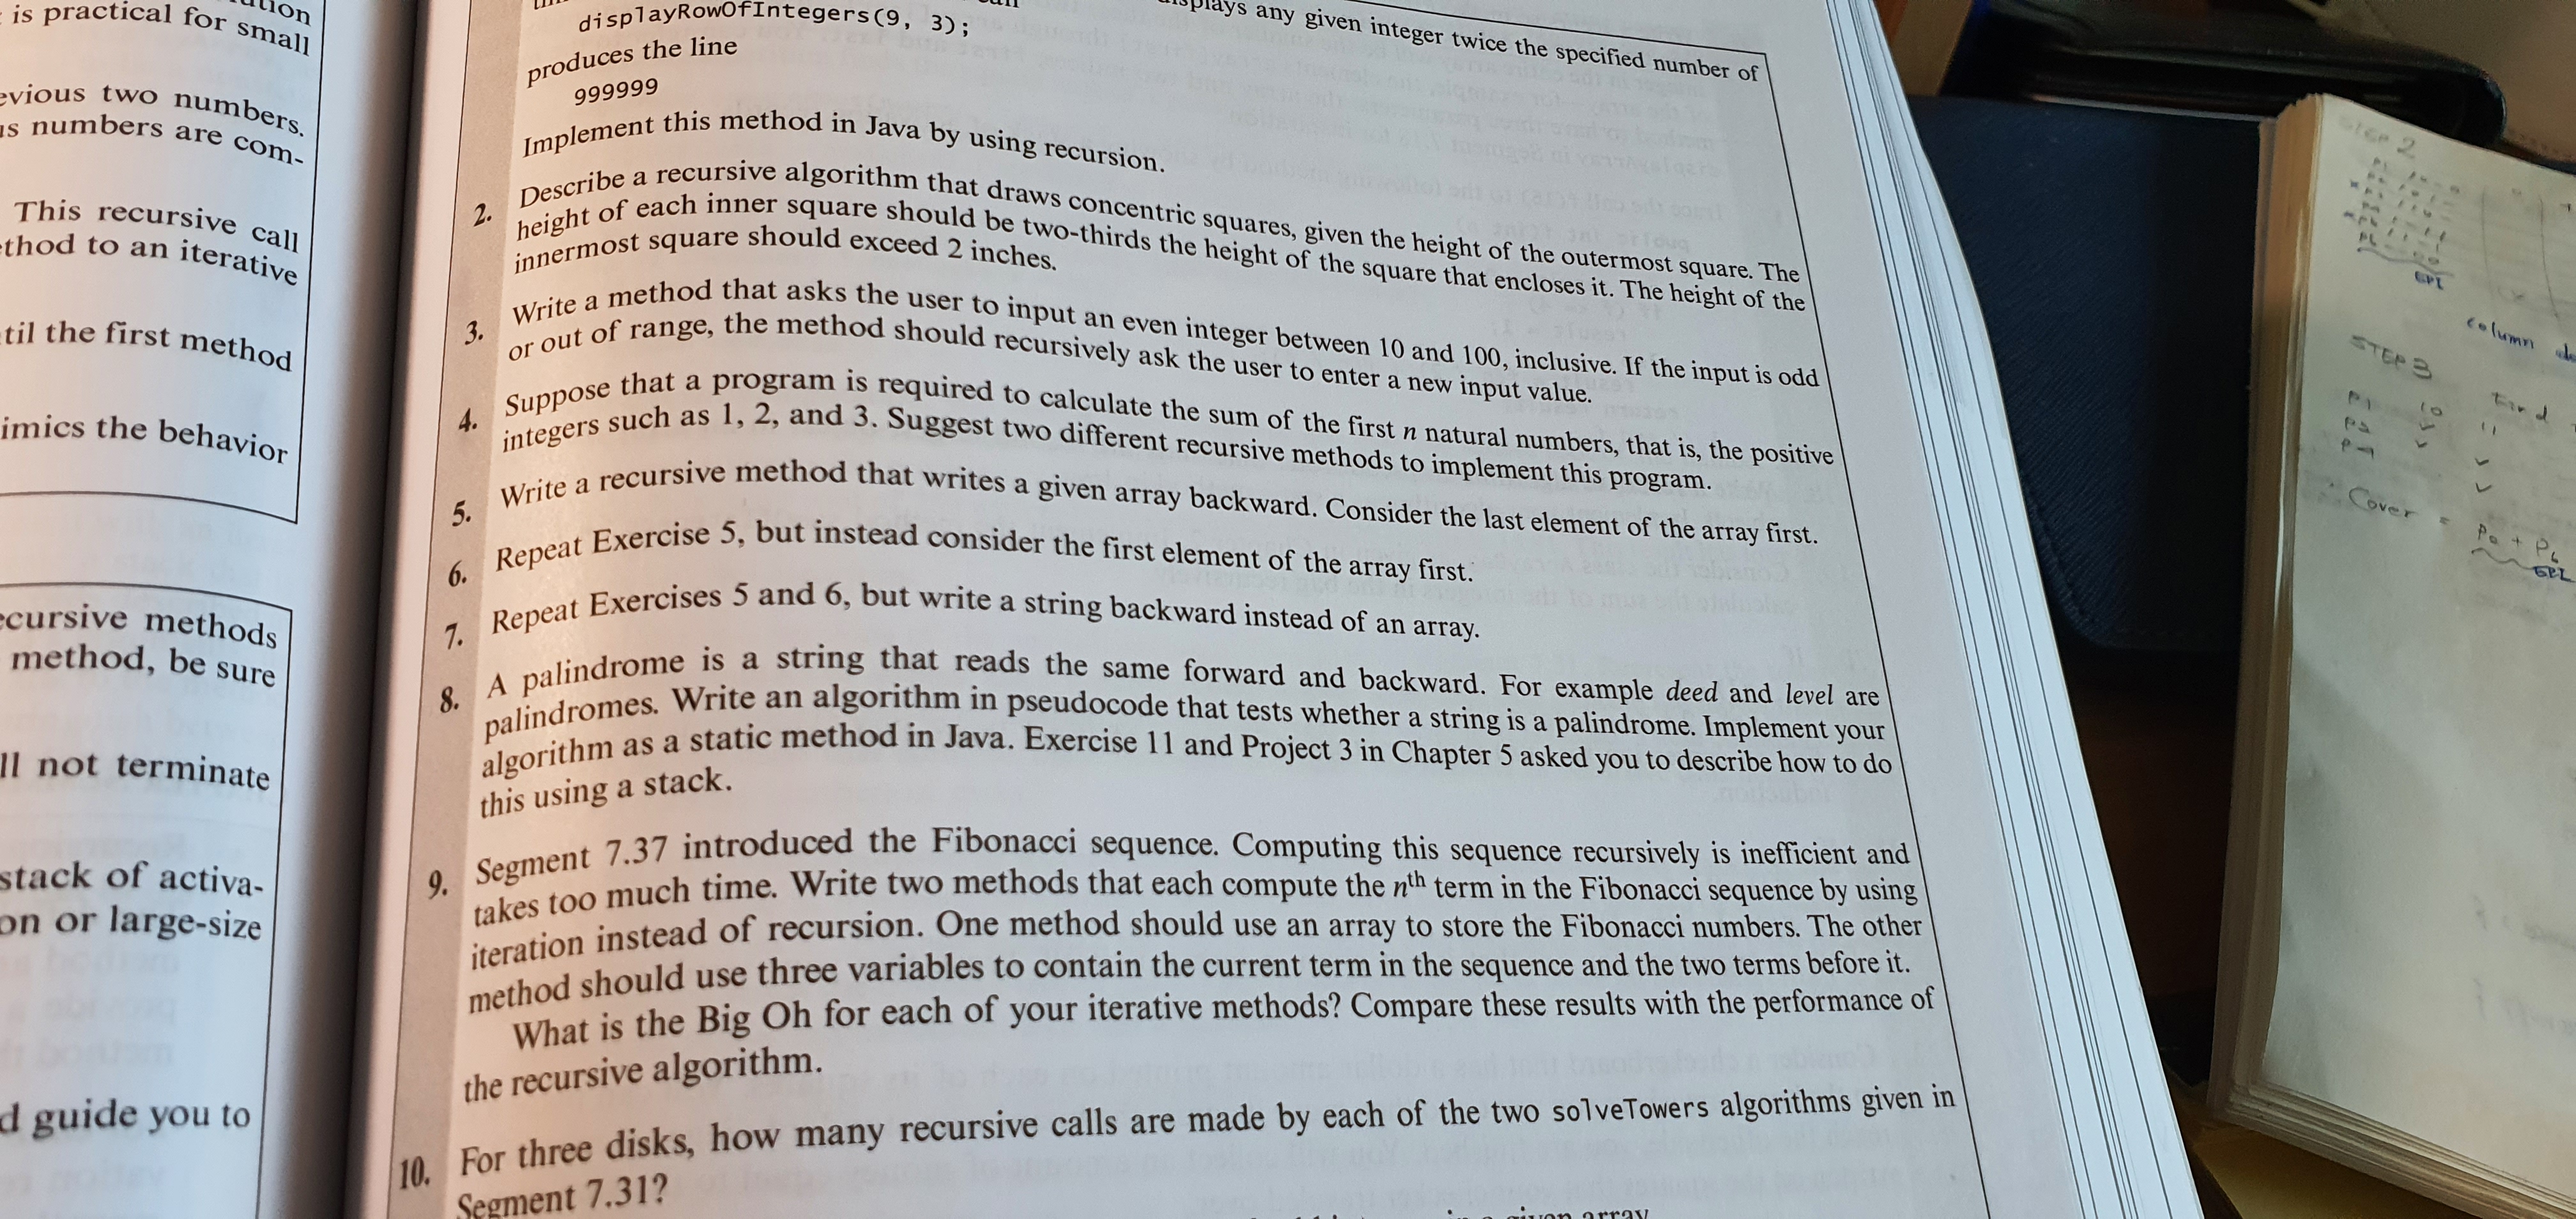 is practical for small
evious two numbers.
numbers are com-
This recursive call
thod to an iterative
til the first method
imics the behavior
ecursive methods
method, be sure
ll not terminate
stack of activa-
on or large-size
d guide you to
displays any given integer twice the specified number of
displayRowOfIntegers(9, 3);
produces the line
999999
Implement this method in Java by using recursion.
2. Describe a recursive algorithm that draws concentric squares, given the height of the outermost square. The
height of each inner square should be two-thirds the height of the square that encloses it. The height of the
innermost square should exceed 2 inches.
3. Write a method that asks the user to input an even integer between 10 and 100, inclusive. If the input is odd
or out of range, the method should recursively ask the user to enter a new input value.
4. Suppose that a program is required to calculate the sum of the first n natural numbers, that is, the positive
integers such as 1, 2, and 3. Suggest two different recursive methods to implement this program.
5. Write a recursive method that writes a given array backward. Consider the last element of the array first.
6. Repeat Exercise 5, but instead consider the first element of the array first.
7. Repeat Exercises 5 and 6, but write a string backward instead of an array.
8. A palindrome is a string that reads the same forward and backward. For example deed and level are
palindromes. Write an algorithm in pseudocode that tests whether a string is a palindrome. Implement your
algorithm as a static method in Java. Exercise 11 and Project 3 in Chapter 5 asked you to describe how to do
this using a stack.
9. Segment 7.37 introduced the Fibonacci sequence. Computing this sequence recursively is inefficient and
takes too much time. Write two methods that each compute the nth term in the Fibonacci sequence by using
iteration instead of recursion. One method should use an array to store the Fibonacci numbers. The other
method should use three variables to contain the current term in the sequence and the two terms before it.
What is the Big Oh for each of your iterative methods? Compare these results with the performance of
the recursive algorithm.
10. For three disks, how many recursive calls are made by each of the two solveTowers algorithms given in
Segment 7.31?
given array
STEP 2
EPI
column
STEP 3
Find
Cover =
EPI